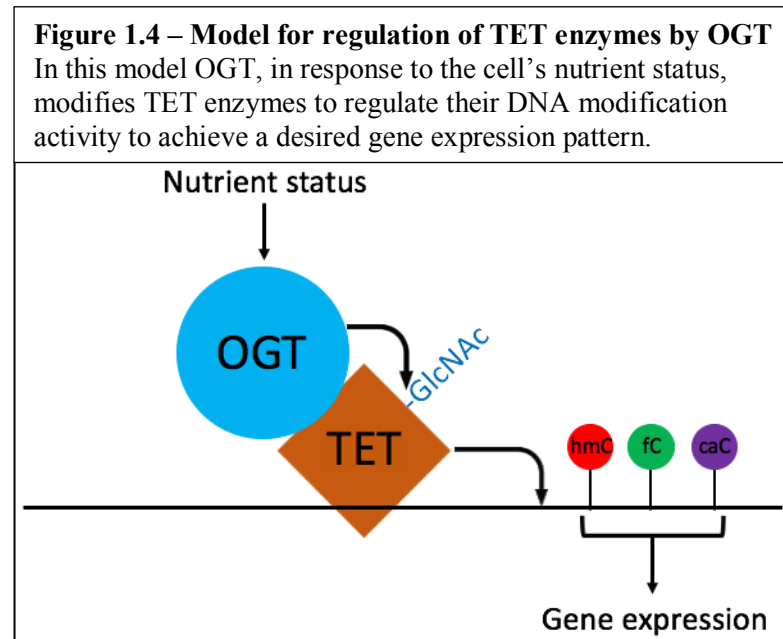 Figure 1.4 – Model for regulation of TET enzymes by OGT
In this model OGT, in response to the cell's nutrient status,
modifies TET enzymes to regulate their DNA modification
activity to achieve a desired gene expression pattern.
Nutrient status
OGT
-GlcNAc
TET
hmC fC caC
Gene expression